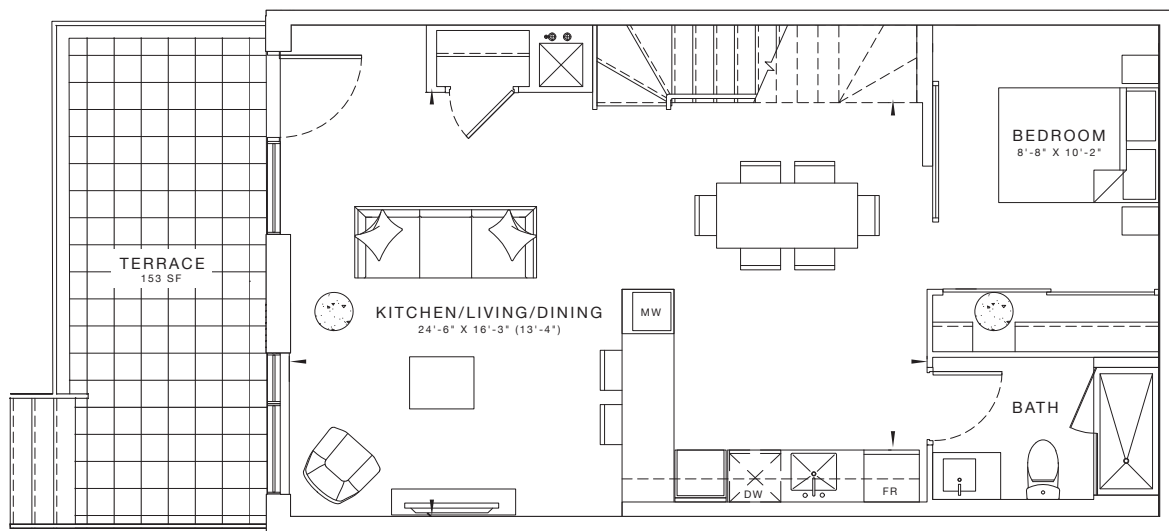 BEDROOM
8'-8" X 10'-2"
TERRACE
153 SF
KITCHEN/LIVING/DINING
24'-6" X 16'-3" (13'-4")
MW
BATH
DW
FR